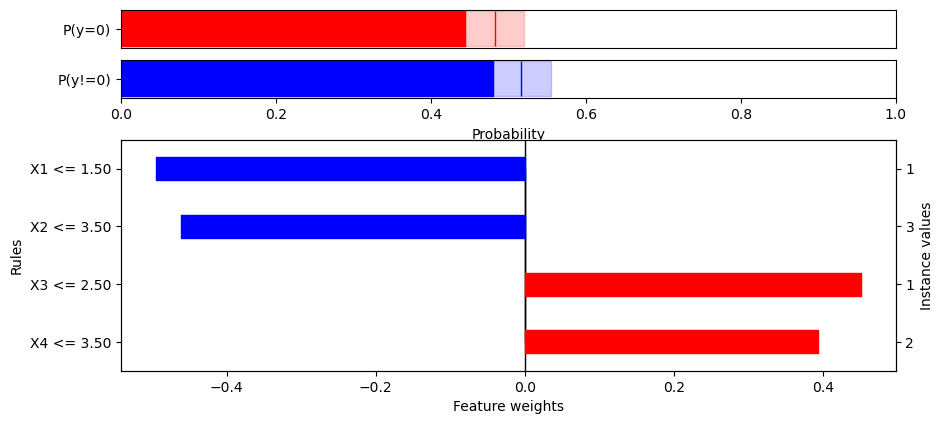 P(y=0)
P(y!=0)
0.0 0.2 0.4 0.6 0.8 1.0
Probability
X1 <= 1.50 1
X2 <= 3.50 3
X3 <= 2.50 1
X4 <= 3.50 2
Rules
Instance values
−0.4 −0.2 0.0 0.2 0.4
Feature weights